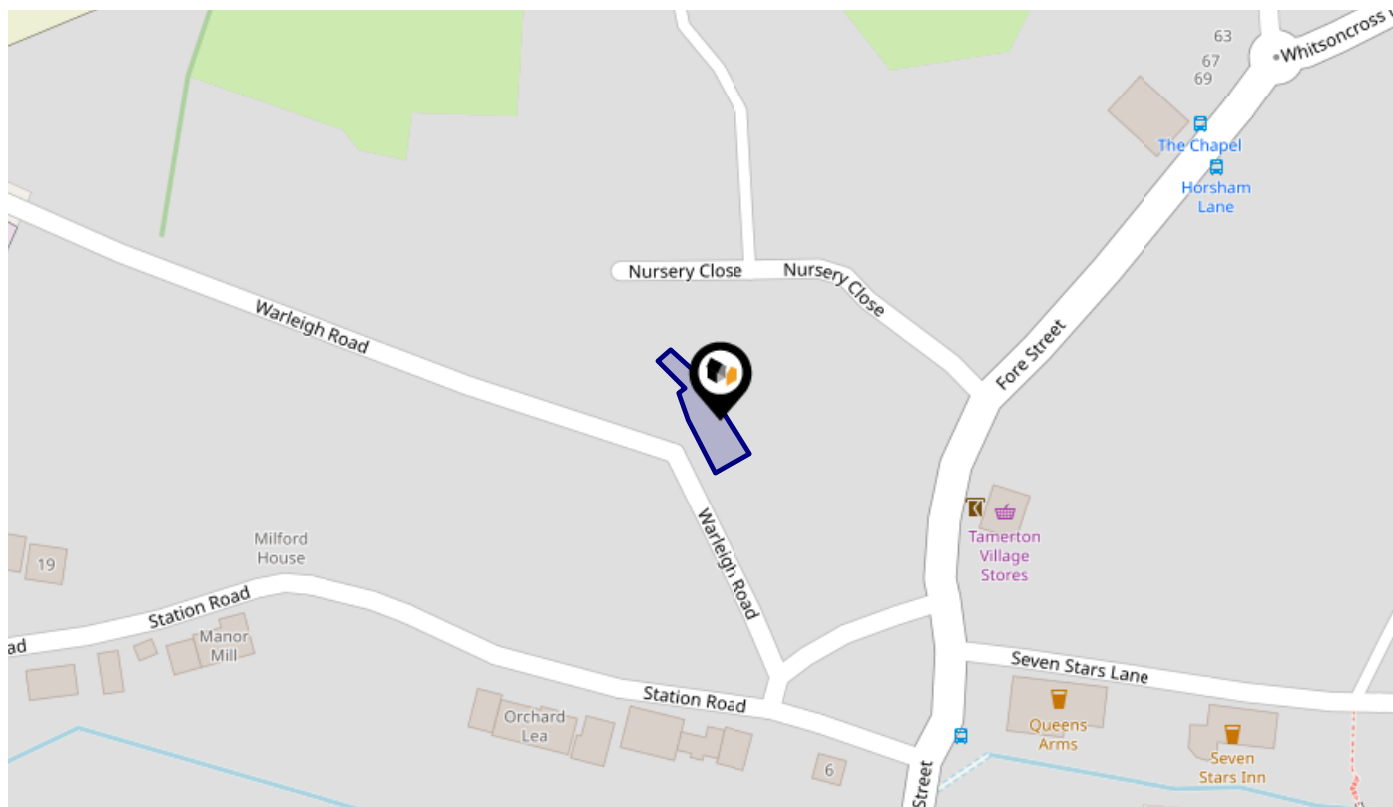 63
67
69
Whitsoncross
The Chapel
Horsham
Lane
Nursery Close
Nursery Close
Warleigh Road
Fore Street
Warleigh Road
Tamerton
Village
Stores
Milford
House
19
Station Road
ad
Manor
Mill
Seven Stars Lane
Station Road
Orchard
Lea
Queens
Arms
Seven
Stars Inn
6
Street